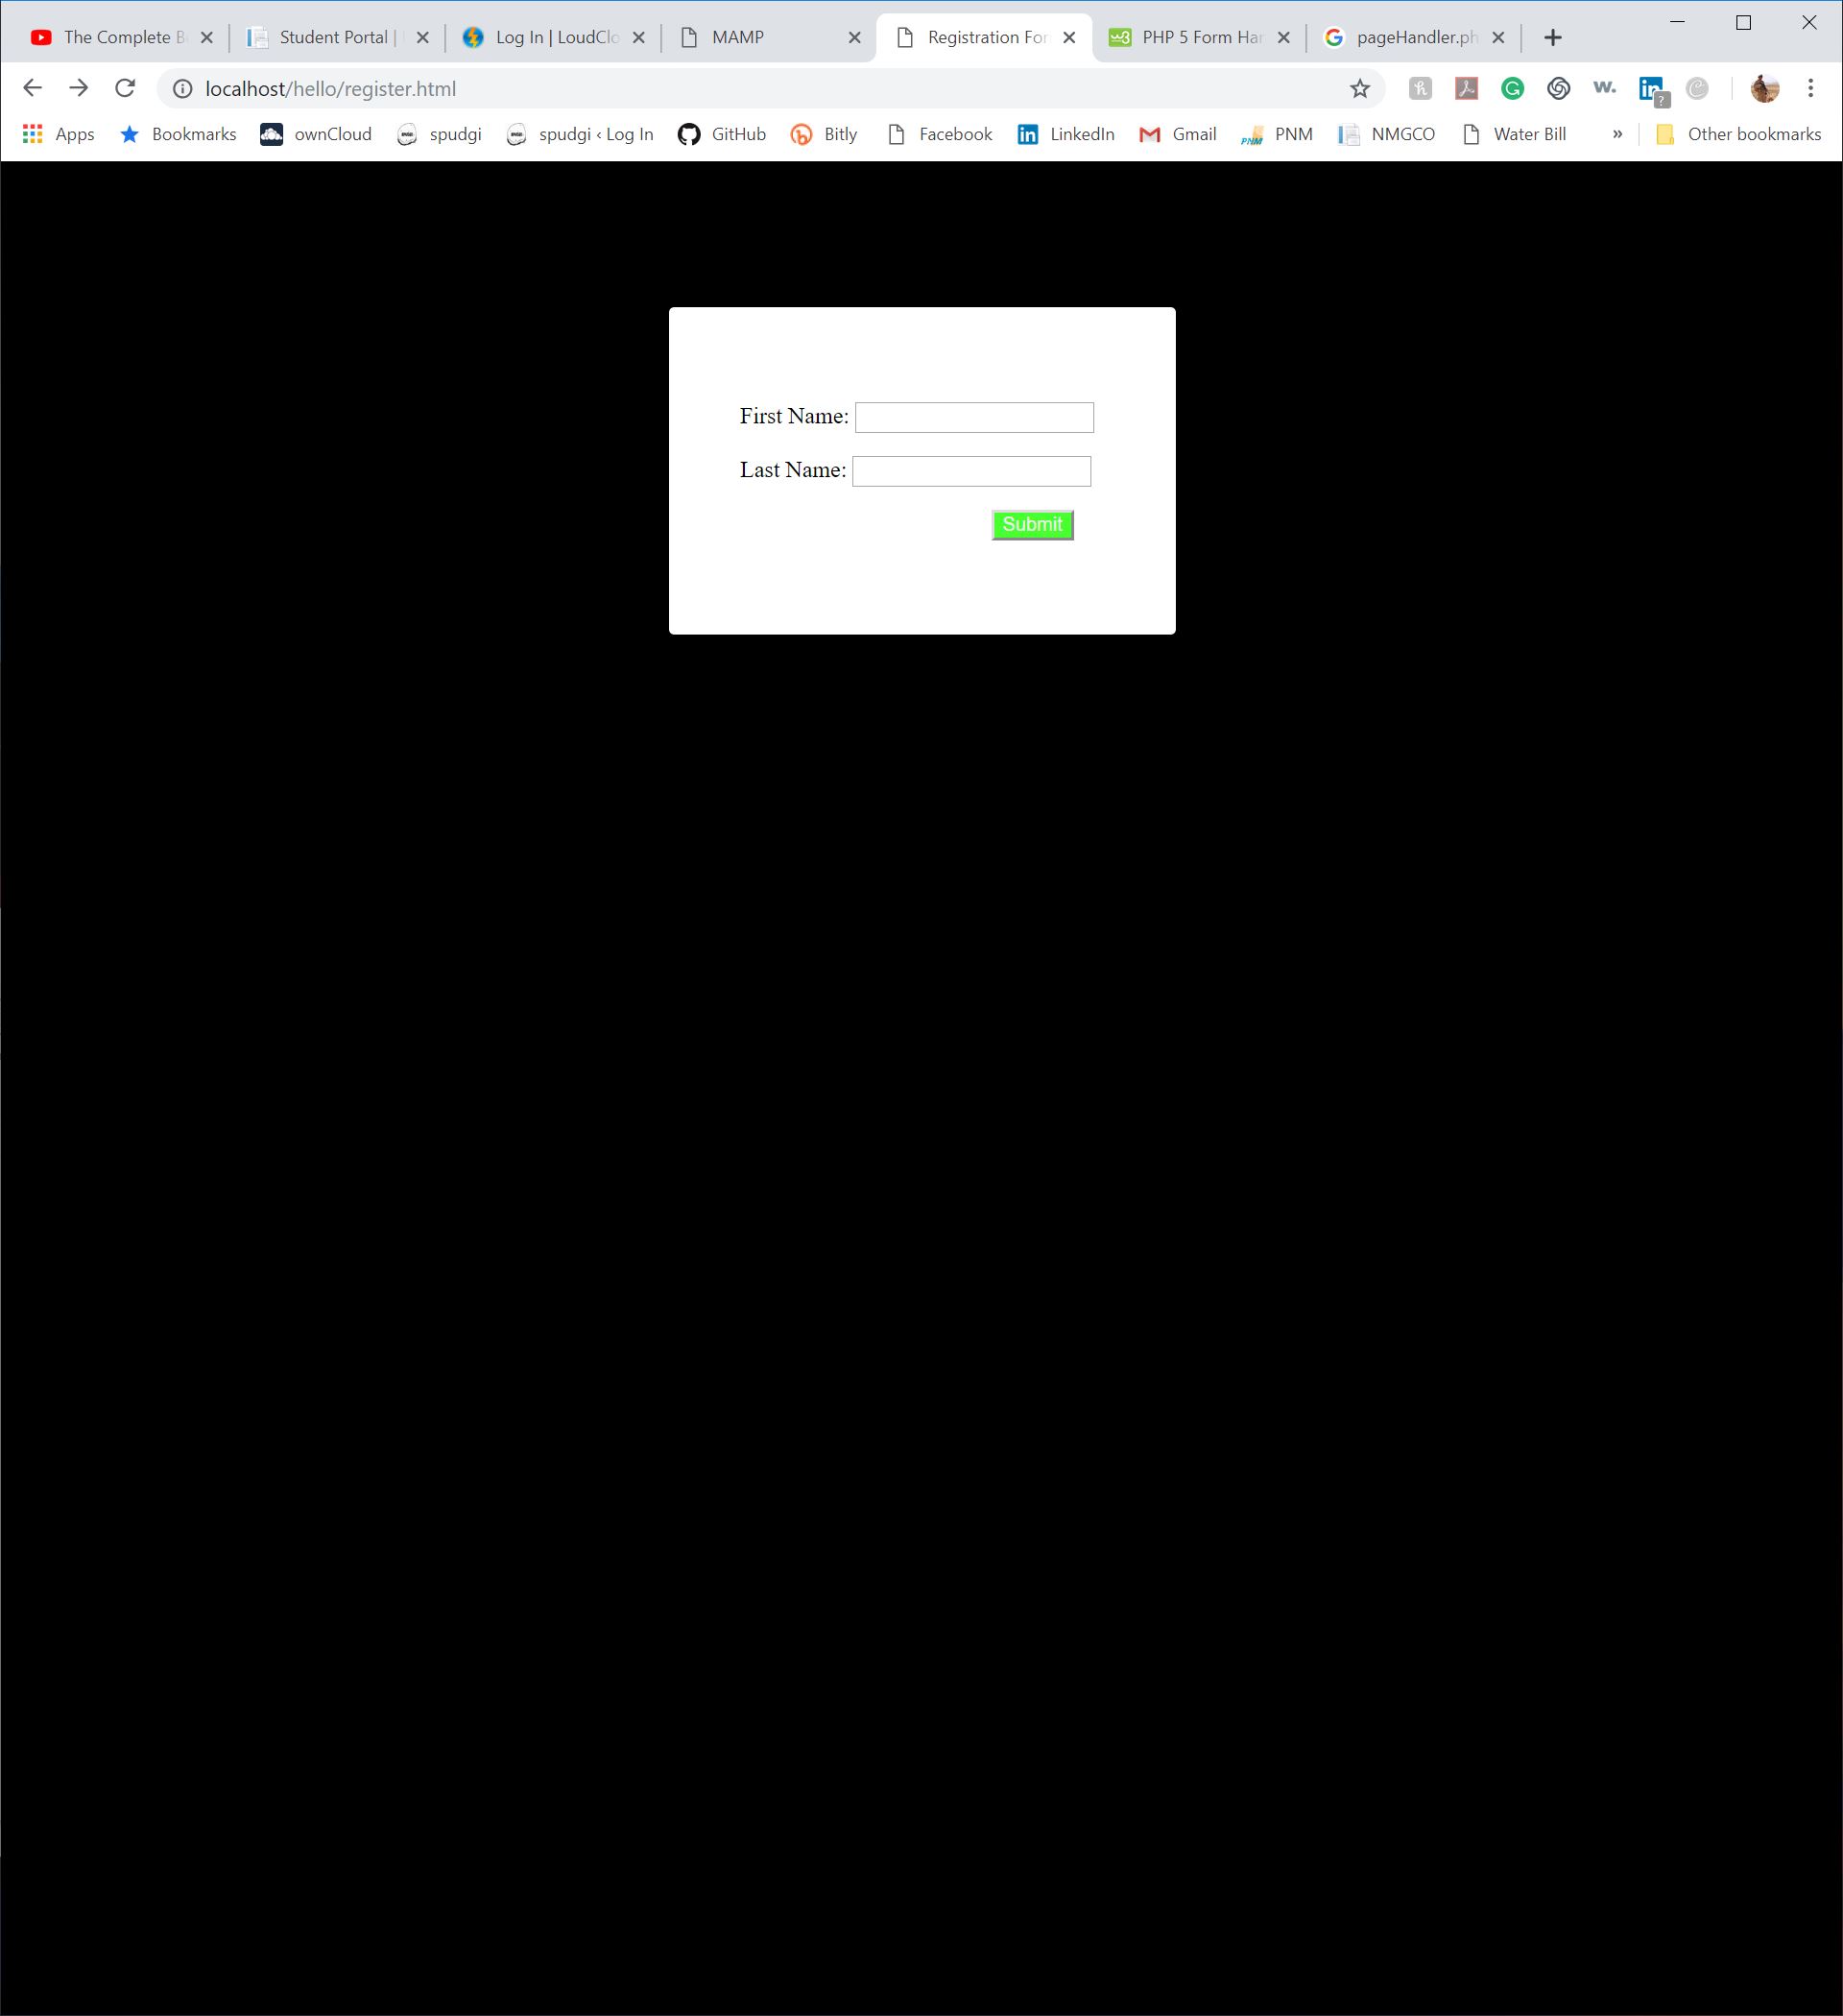 The Complete B
Student Portal |
Log In | LoudClo
MAMP
Registration For
PHP 5 Form Han
pageHandler.ph
localhost/hello/register.html
Apps
Bookmarks
ownCloud
spudgi
spudgi ‹ Log In
GitHub
Bitly
Facebook
LinkedIn
Gmail
PNM
NMGCO
Water Bill
»
Other bookmarks
First Name:
Last Name:
Submit